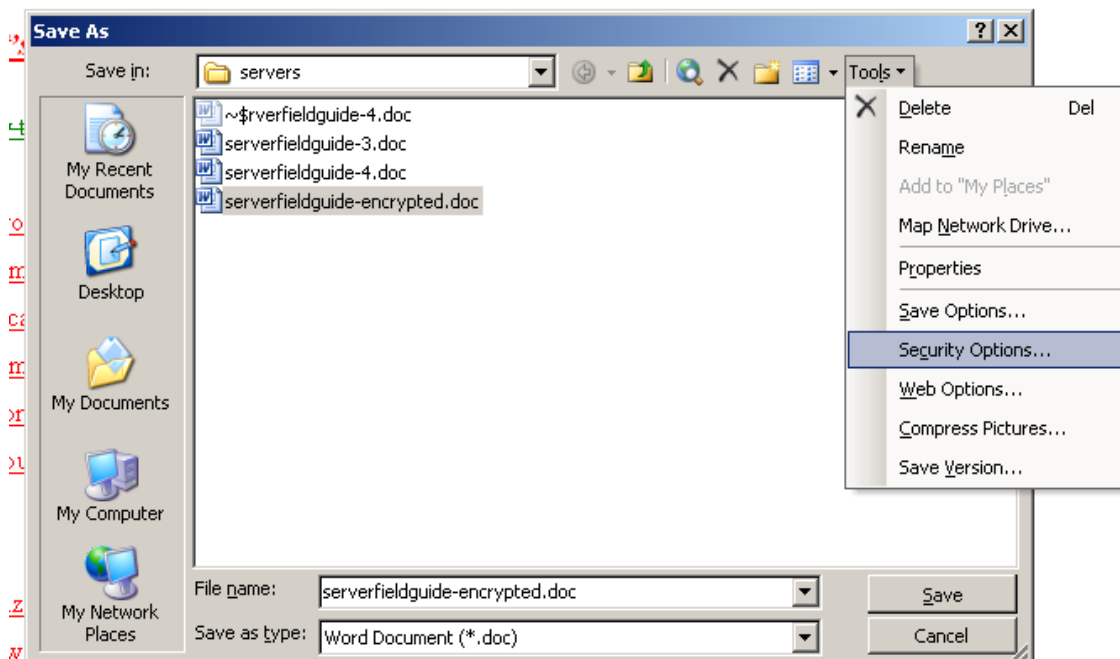 Save As
Save in:
servers
Tools
Delete Del
Rename
Add to "My Places"
Map Network Drive...
Properties
Save Options...
Security Options...
Web Options...
Compress Pictures...
Save Version...
My Recent
Documents
Desktop
My Documents
My Computer
My Network
Places
~$rverfieldguide-4.doc
serverfieldguide-3.doc
serverfieldguide-4.doc
serverfieldguide-encrypted.doc
File name:
serverfieldguide-encrypted.doc
Save
Save as type:
Word Document (*.doc)
Cancel